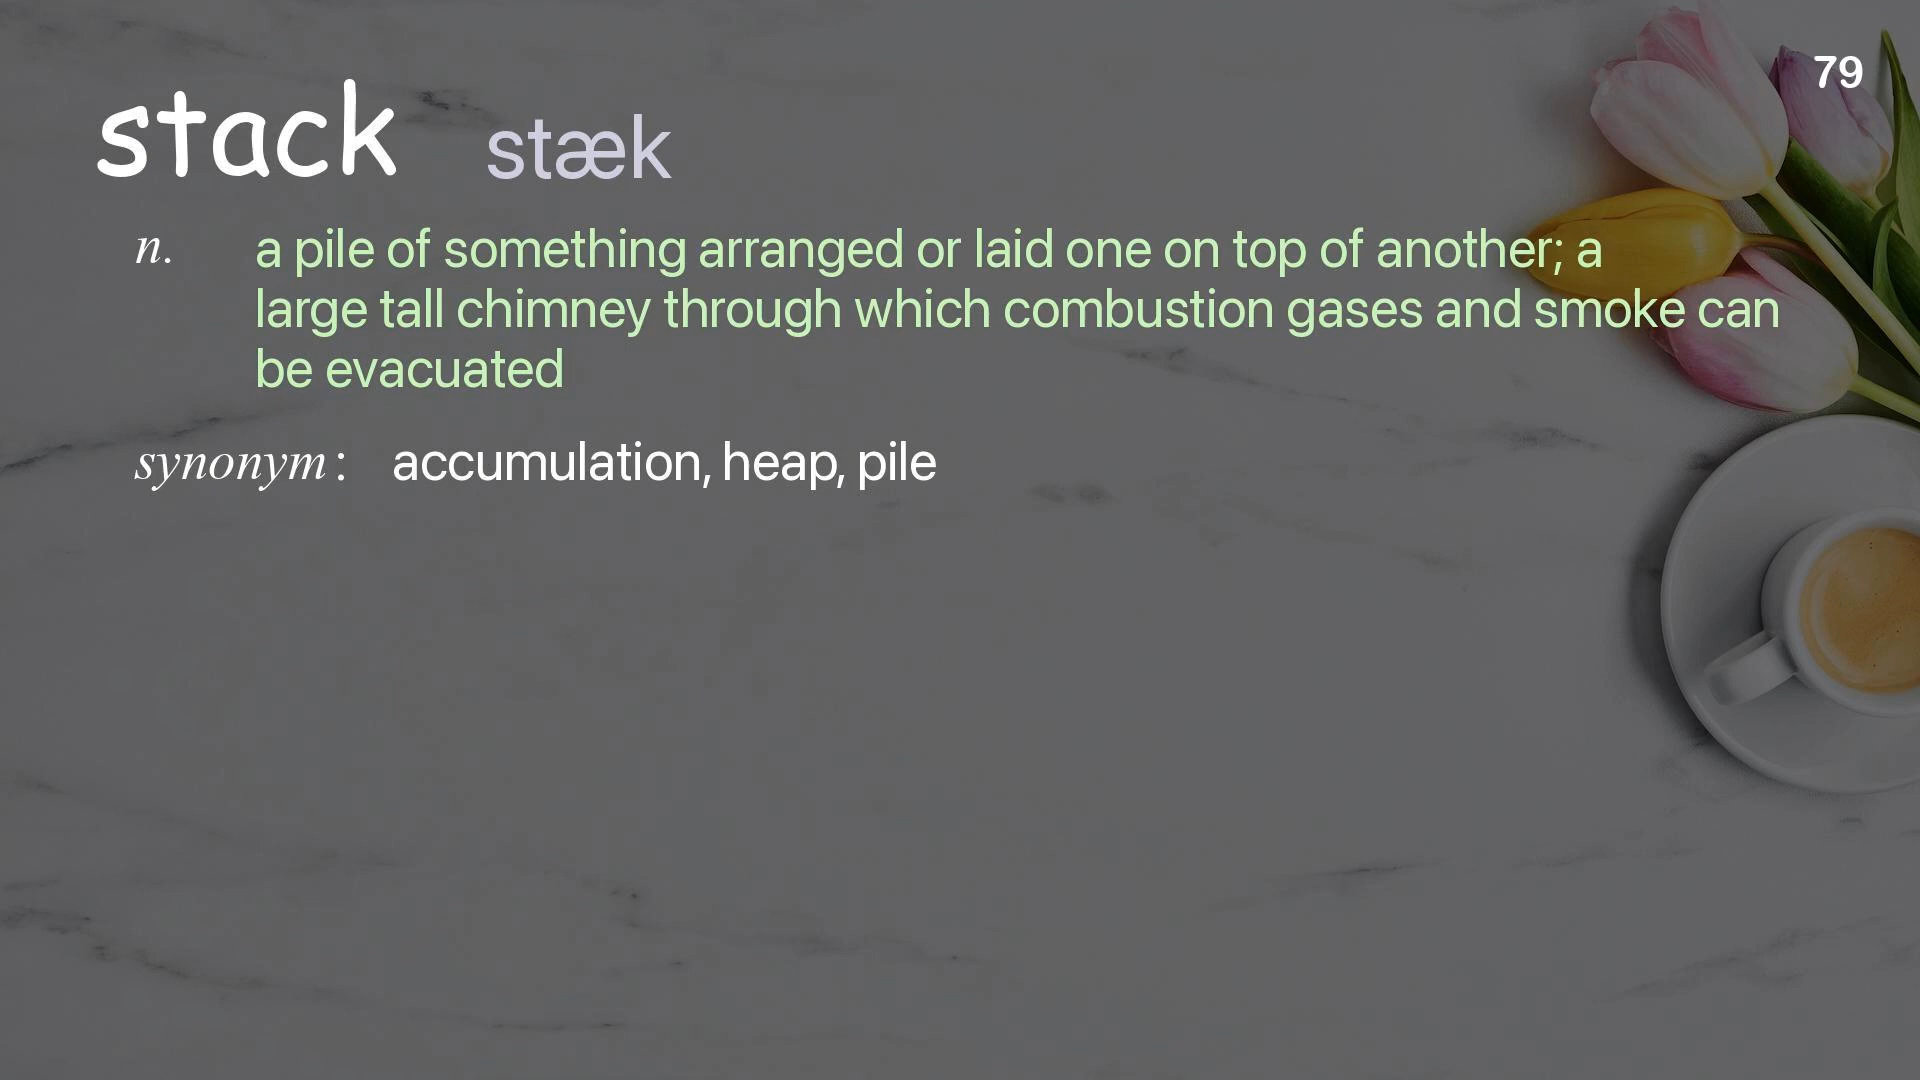 79
stack stæk
n. a pile of something arranged or laid one on top of another; a
large tall chimney through which combustion gases and smoke can
be evacuated
synonym: accumulation, heap, pile